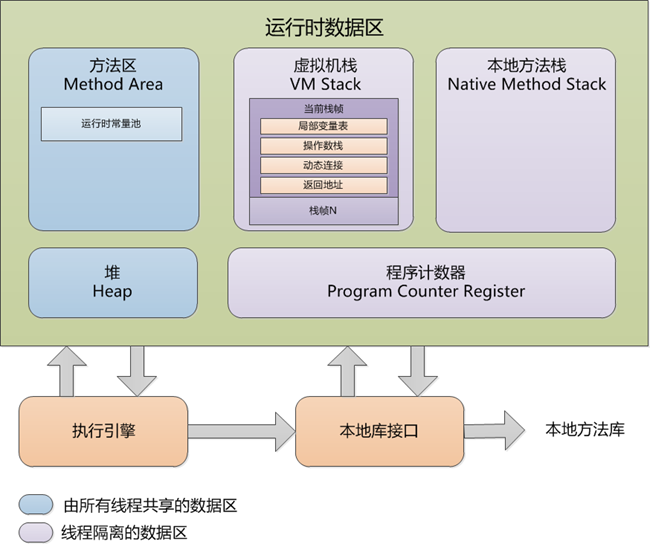 运行时数据区
方法区
Method Area
运行时常量池
虚拟机栈
VM Stack
当前栈帧
局部变量表
操作数栈
动态连接
返回地址
栈帧N
本地方法栈
Native Method Stack
堆
Heap
程序计数器
Program Counter Register
执行引擎
本地库接口
本地方法库
由所有线程共享的数据区
线程隔离的数据区